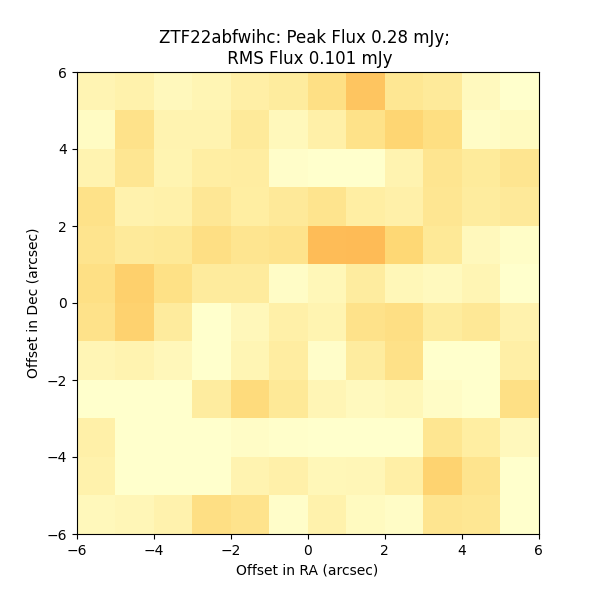 ZTF22abfwihc: Peak Flux 0.28 mJy;
RMS Flux 0.101 mJy
6
4
2
0
−2
−4
−6
Offset in Dec (arcsec)
−6 −4 −2 0 2 4 6
Offset in RA (arcsec)